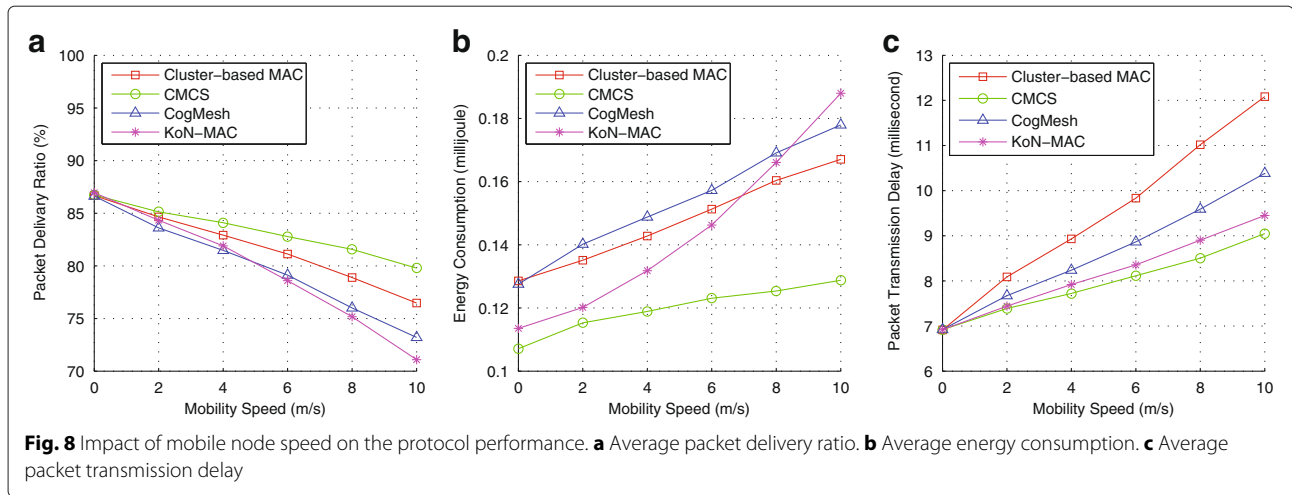 a
100
95
90
85
80
75
70
0 2 4 6 8 10
Packet Delivary Ratio (%)
Mobility Speed (m/s)
Cluster−based MAC
CMCS
CogMesh
KoN−MAC
b
0.2
0.18
0.16
0.14
0.12
0.1
0 2 4 6 8 10
Energy Consumption (millijoule)
Mobility Speed (m/s)
Cluster−based MAC
CMCS
CogMesh
KoN−MAC
c
13
12
11
10
9
8
7
6
0 2 4 6 8 10
Packet Transmission Delay (millisecond)
Mobility Speed (m/s)
Cluster−based MAC
CMCS
CogMesh
KoN−MAC
Fig. 8 Impact of mobile node speed on the protocol performance. a Average packet delivery ratio. b Average energy consumption. c Average
packet transmission delay